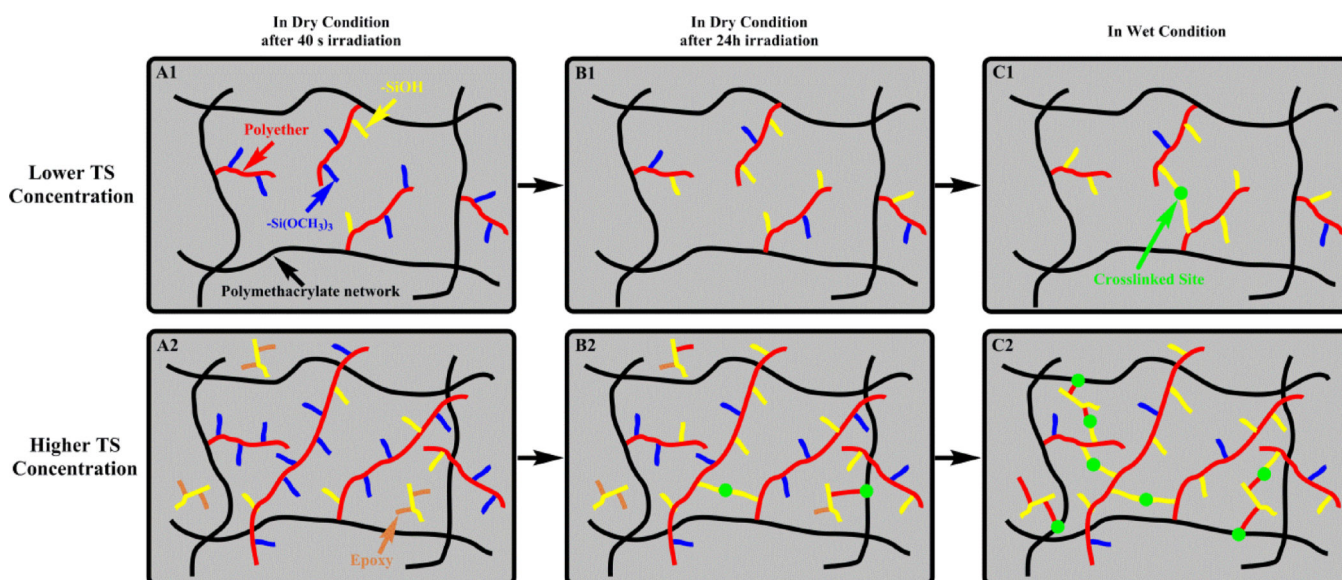 In Dry Condition
after 40 s irradiation
In Dry Condition
after 24h irradiation
In Wet Condition
Lower TS
Concentration
A1
-SiOH
Polyether
-Si(OCH₃)₃
Polymethacrylate network
B1
C1
Crosslinked Site
Higher TS
Concentration
A2
Epoxy
B2
C2